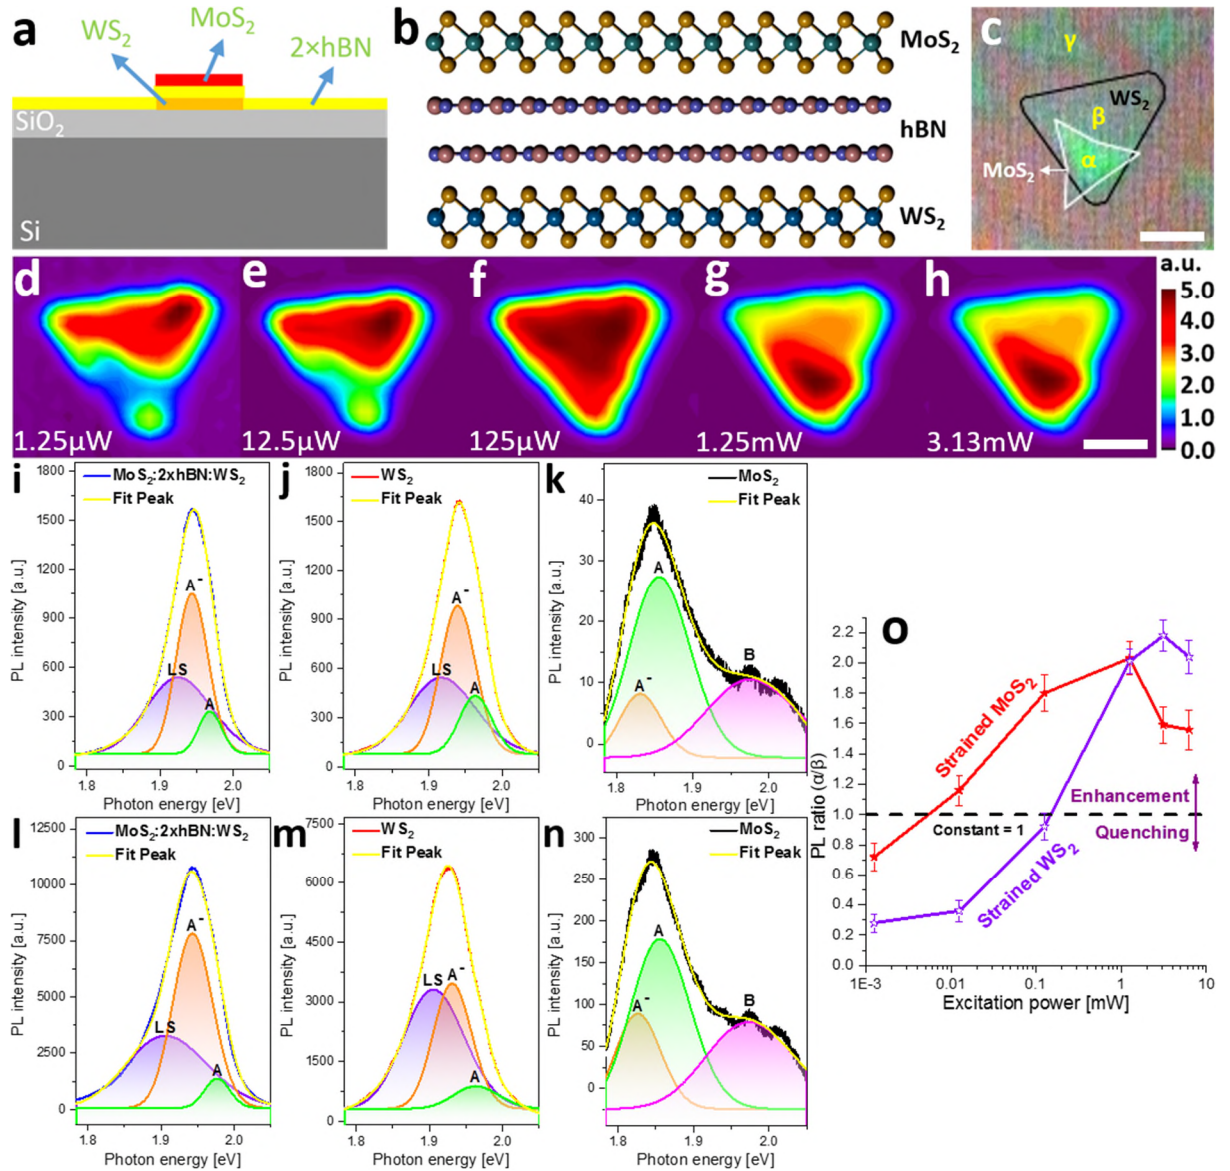 a
MoS₂
WS₂
2×hBN
SiO₂
Si
b
MoS₂
hBN
WS₂
c
γ
WS₂
β
α
MoS₂
d
1.25μW
e
12.5μW
f
125μW
g
1.25mW
h
3.13mW
a.u.
5.0
4.0
3.0
2.0
1.0
0.0
i
MoS₂:2xhBN:WS₂
Fit Peak
A⁻
LS
A
PL intensity [a.u.]
1800
1500
1200
900
600
300
0
1.8 1.9 2.0
Photon energy [eV]
j
WS₂
Fit Peak
A⁻
LS
A
PL intensity [a.u.]
1800
1500
1200
900
600
300
0
1.8 1.9 2.0
Photon energy [eV]
k
MoS₂
Fit Peak
A
A⁻
B
PL intensity [a.u.]
40
30
20
10
0
1.8 1.9 2.0
Photon energy [eV]
l
MoS₂:2xhBN:WS₂
Fit Peak
A⁻
LS
A
PL intensity [a.u.]
12500
10000
7500
5000
2500
0
1.8 1.9 2.0
Photon energy [eV]
m
WS₂
Fit Peak
LS
A⁻
A
PL intensity [a.u.]
7500
6000
4500
3000
1500
0
1.8 1.9 2.0
Photon energy [eV]
n
MoS₂
Fit Peak
A
A⁻
B
PL intensity [a.u.]
300
250
200
150
100
50
0
1.8 1.9 2.0
Photon energy [eV]
o
Strained MoS₂
Enhancement
Constant = 1
Quenching
Strained WS₂
PL ratio (α/β)
2.2
2.0
1.8
1.6
1.4
1.2
1.0
0.8
0.6
0.4
0.2
0.0
1E-3 0.01 0.1 1 10
Excitation power [mW]